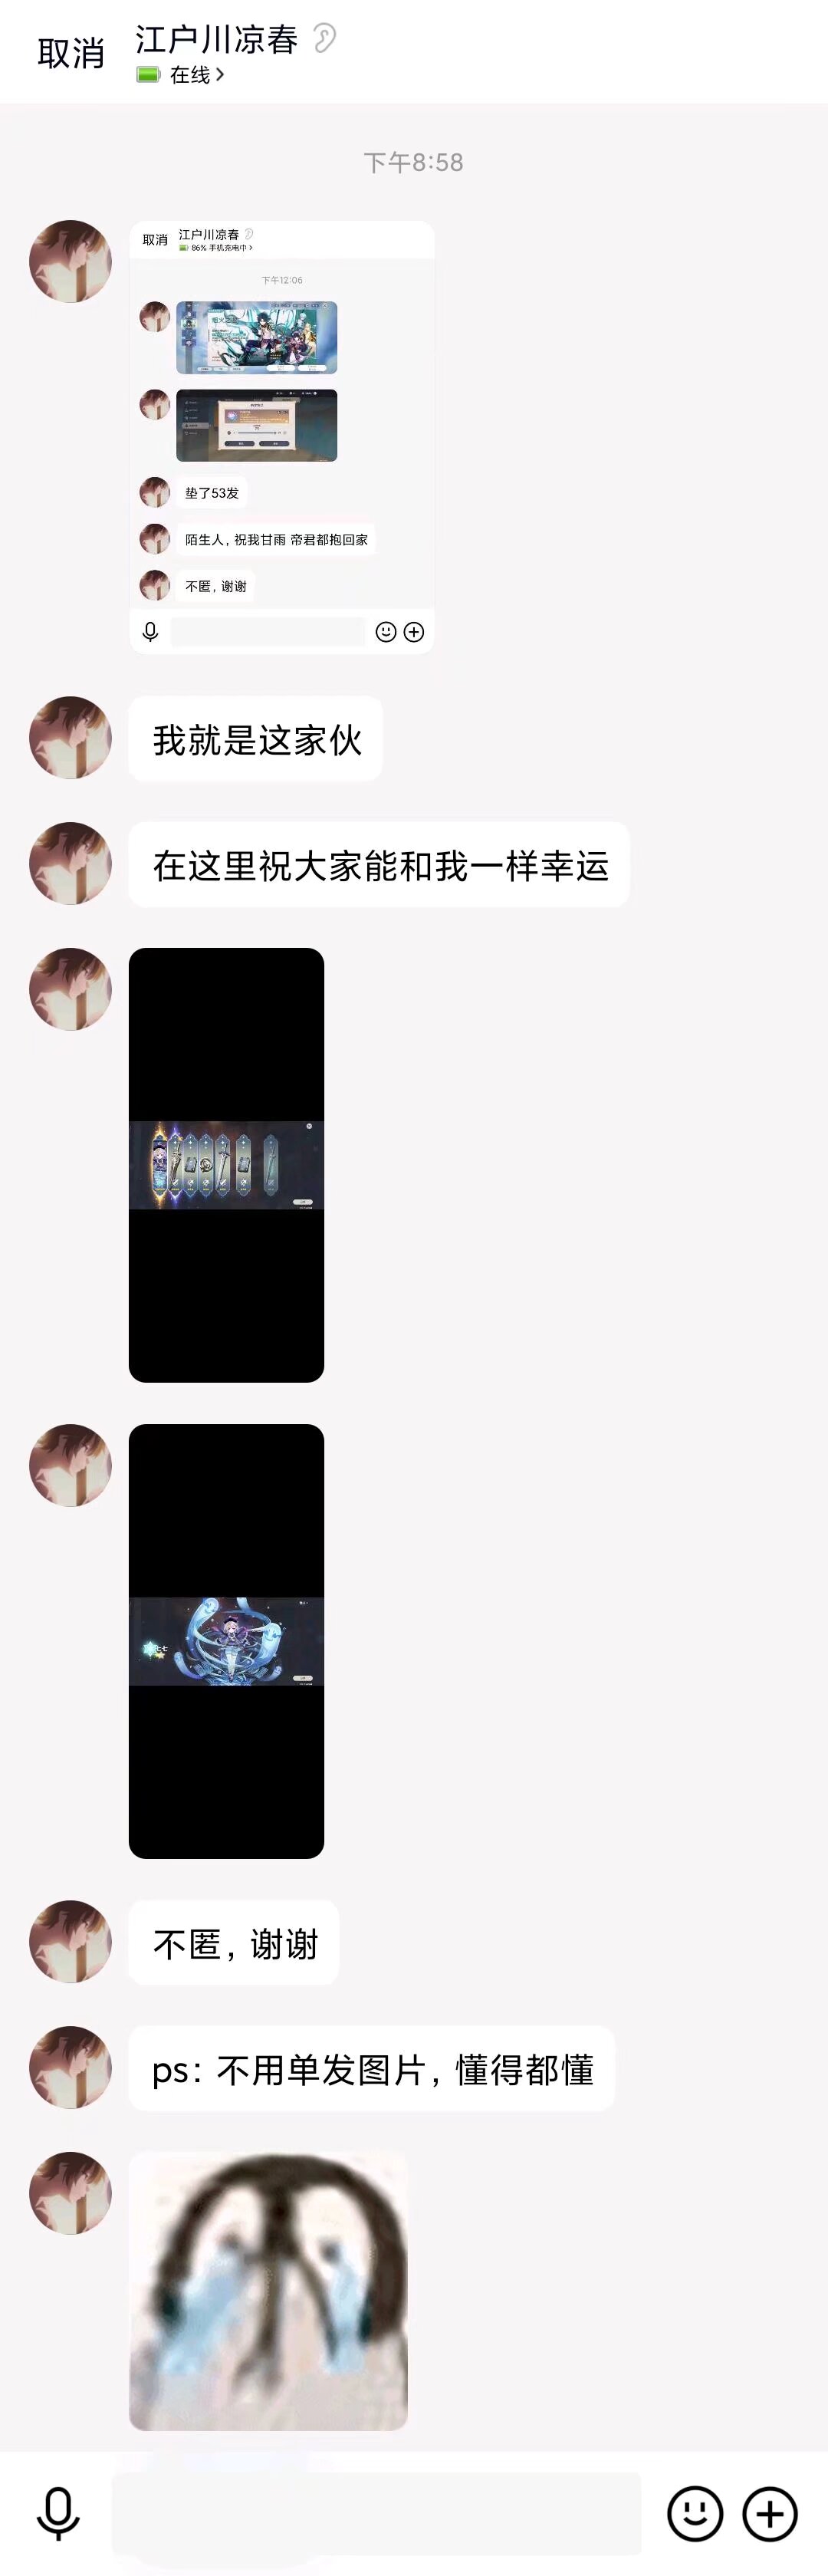 取消
江户川凉春
在线
下午8:58
取消
江户川凉春
86% 手机充电中
下午12:06
垫了53发
陌生人，祝我甘雨 帝君都抱回家
不匿，谢谢
我就是这家伙
在这里祝大家能和我一样幸运
七七
不匿，谢谢
ps：不用单发图片，懂得都懂